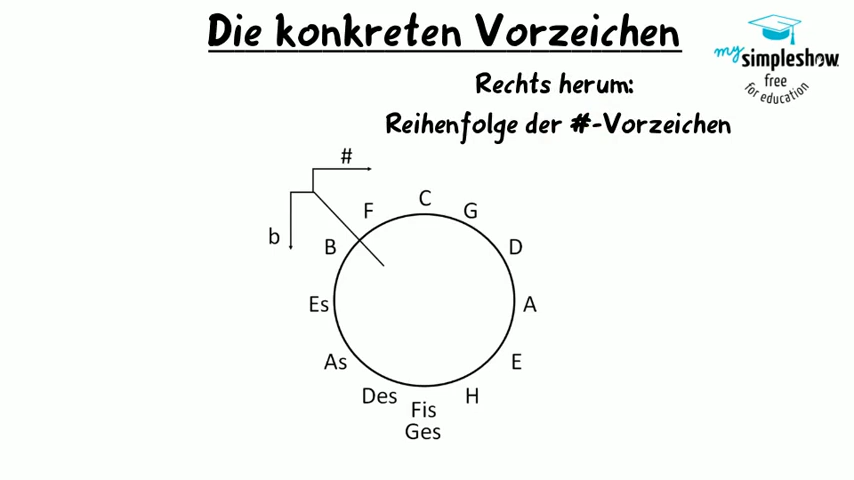 Die konkreten Vorzeichen
my simpleshow
free
for education
Rechts herum:
Reihenfolge der #-Vorzeichen
#
b
C
F
G
B
D
Es
A
As
E
Des
H
Fis
Ges